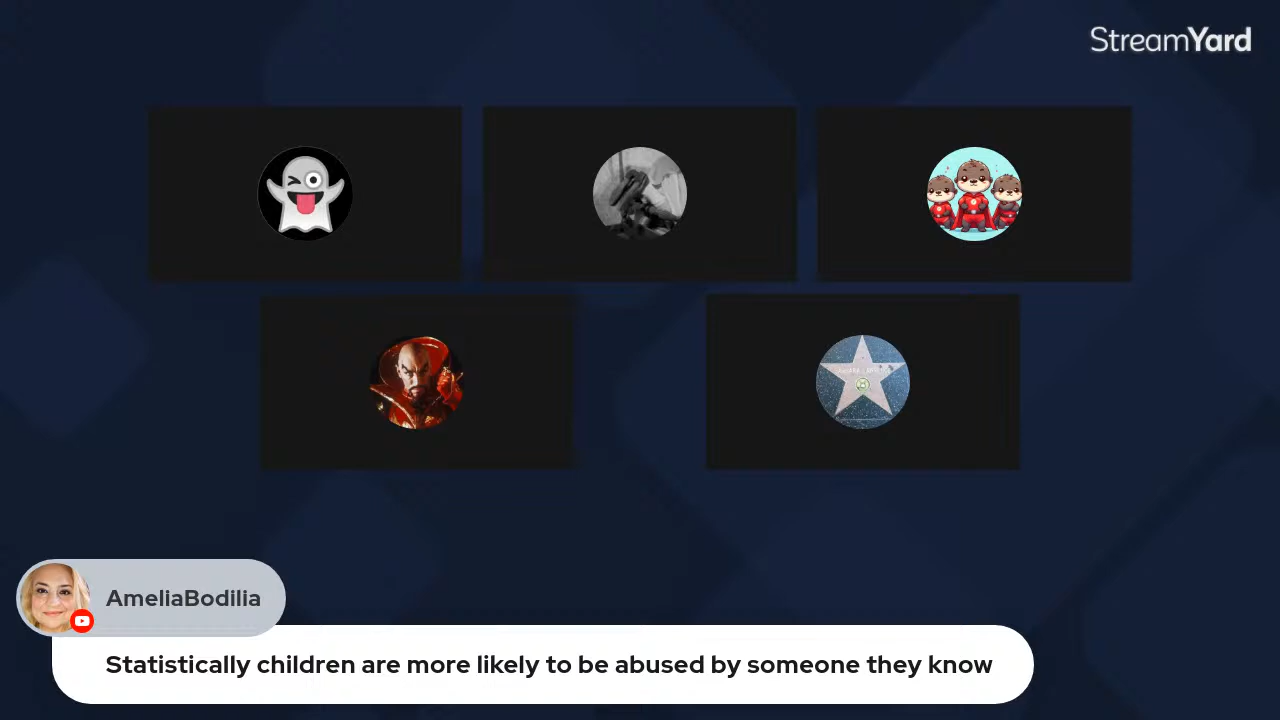 StreamYard
AmeliaBodilia
Statistically children are more likely to be abused by someone they know